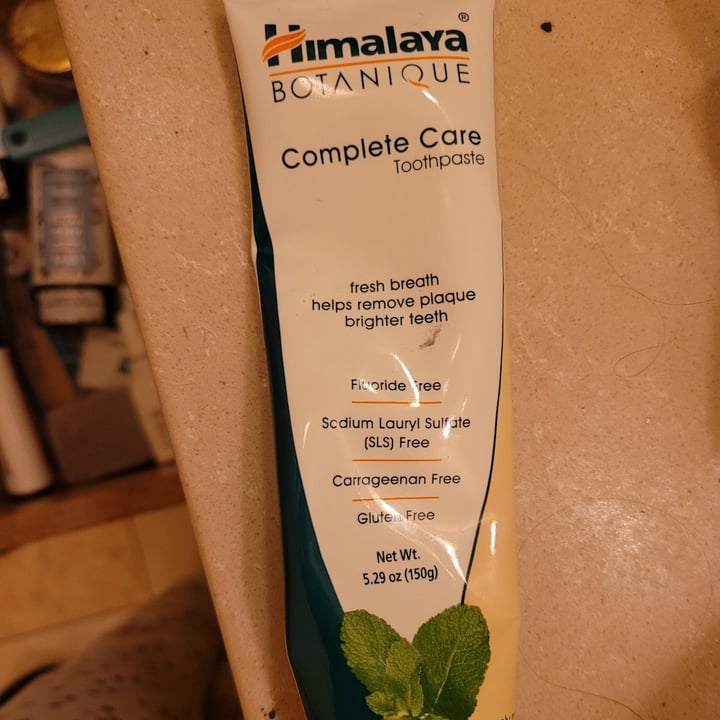 Himalaya®
BOTANIQUE
Complete Care
Toothpaste
fresh breath
helps remove plaque
brighter teeth
Fluoride Free
Sodium Lauryl Sulfate
(SLS) Free
Carrageenan Free
Gluten Free
Net Wt.
5.29 oz (150g)